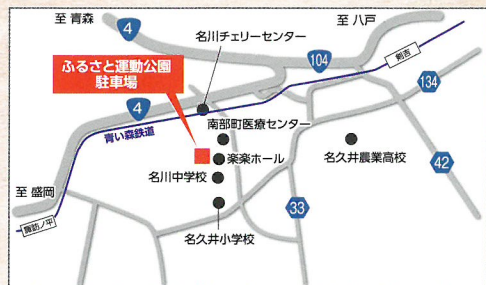 至 青森
至 八戸
4
名川チェリーセンター
104
剣吉
ふるさと運動公園
駐車場
134
4
南部町医療センター
青い森鉄道
楽楽ホール
名久井農業高校
42
名川中学校
至 盛岡
33
諏訪ノ平
名久井小学校